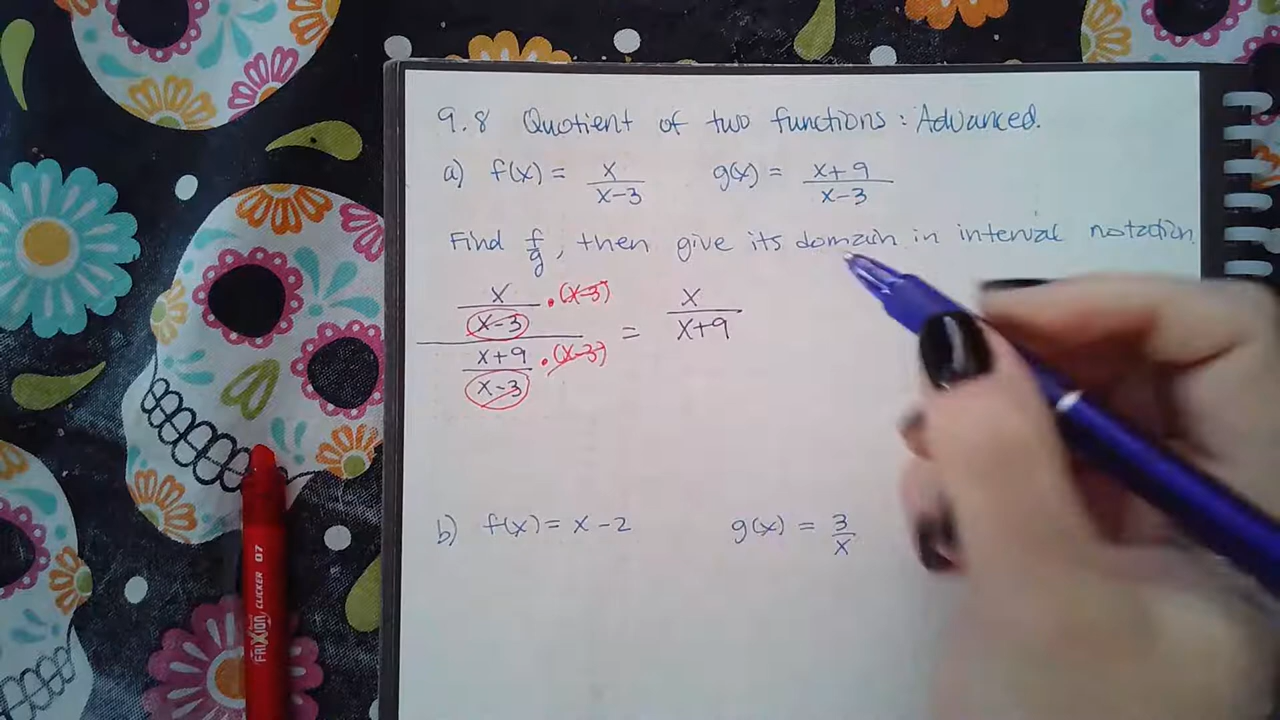 9.8 Quotient of two functions: Advanced.
a) f(x) = x/(x-3) g(x) = (x+9)/(x-3)
Find f/g, then give its domain in interval notation.
x/(x-3) • (x-3)
= x/(x+9)
(x+9)/(x-3) • (x-3)
b) f(x) = x-2 g(x) = 3/x
FRIXION CLICKER 07